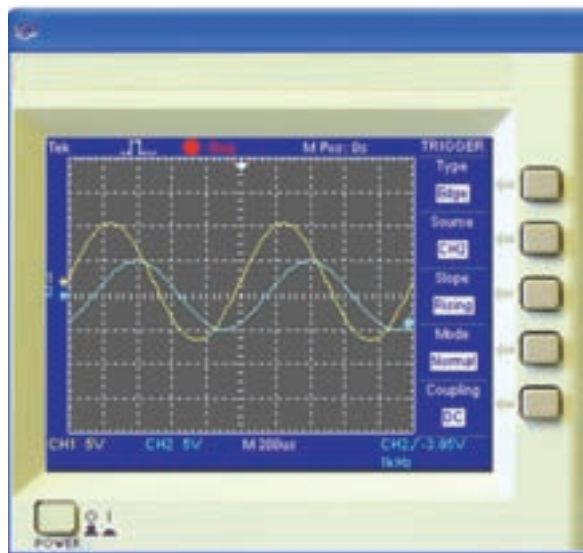 Tek Stop M Pos: 0s TRIGGER
Type
Edge
Source
CH2
Slope
Rising
Mode
Normal
Coupling
DC
CH1 5V CH2 5V M 200us CH2 / -3.85V
1kHz
POWER
O I